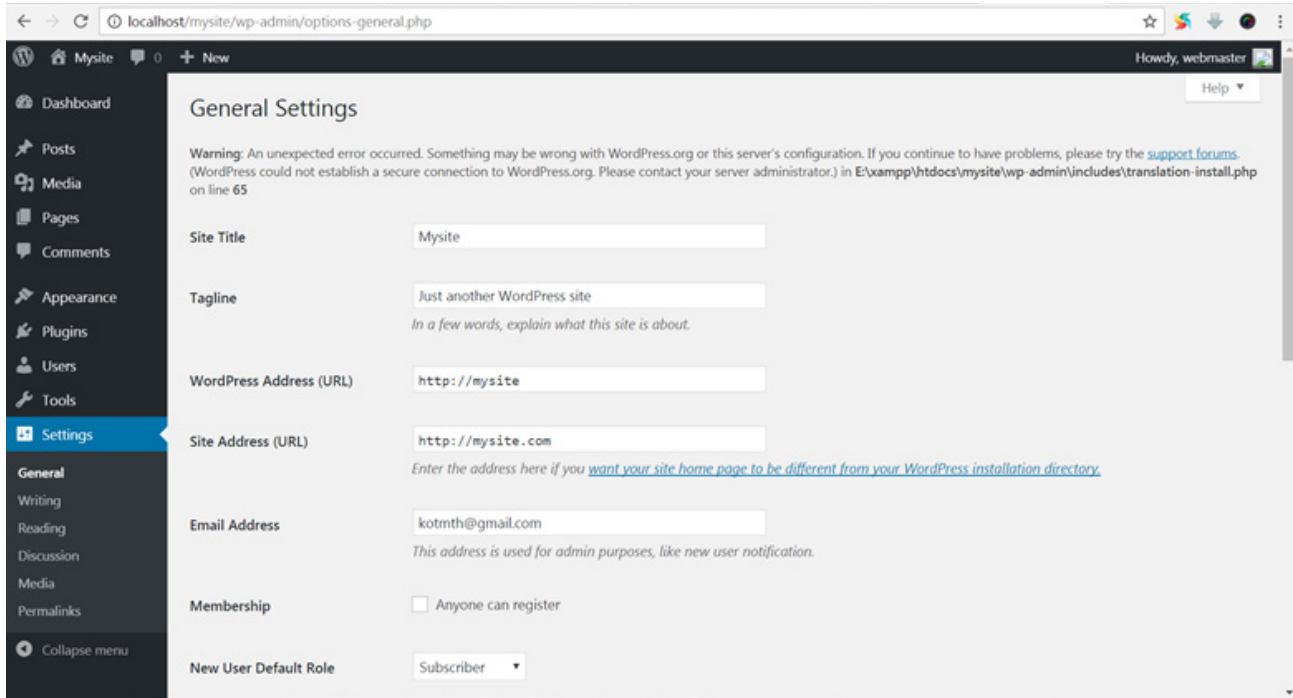 localhost/mysite/wp-admin/options-general.php
Mysite 0 New
Howdy, webmaster
Help
Dashboard
Posts
Media
Pages
Comments
Appearance
Plugins
Users
Tools
Settings
General
Writing
Reading
Discussion
Media
Permalinks
Collapse menu
General Settings
Warning: An unexpected error occurred. Something may be wrong with WordPress.org or this server's configuration. If you continue to have problems, please try the support forums.
(WordPress could not establish a secure connection to WordPress.org. Please contact your server administrator.) in E:\xampp\htdocs\mysite\wp-admin\includes\translation-install.php
on line 65
Site Title Mysite
Tagline Just another WordPress site
In a few words, explain what this site is about.
WordPress Address (URL) http://mysite
Site Address (URL) http://mysite.com
Enter the address here if you want your site home page to be different from your WordPress installation directory.
Email Address kotmth@gmail.com
This address is used for admin purposes, like new user notification.
Membership Anyone can register
New User Default Role Subscriber